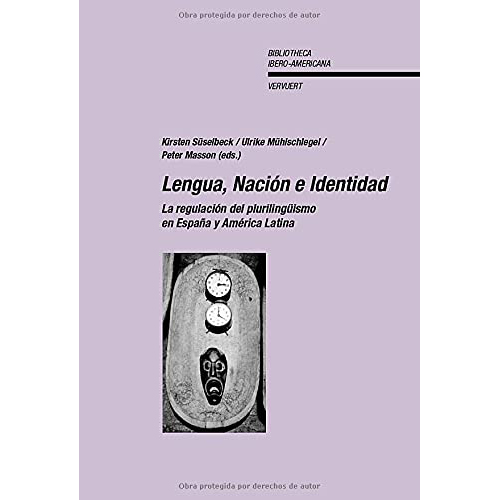 Obra protegida por derechos de autor
BIBLIOTHECA
IBERO-AMERICANA
VERVUERT
Kirsten Süselbeck / Ulrike Mühlschlegel /
Peter Masson (eds.)
Lengua, Nación e Identidad
La regulación del plurilingüismo
en España y América Latina
Obra protegida por derechos de autor